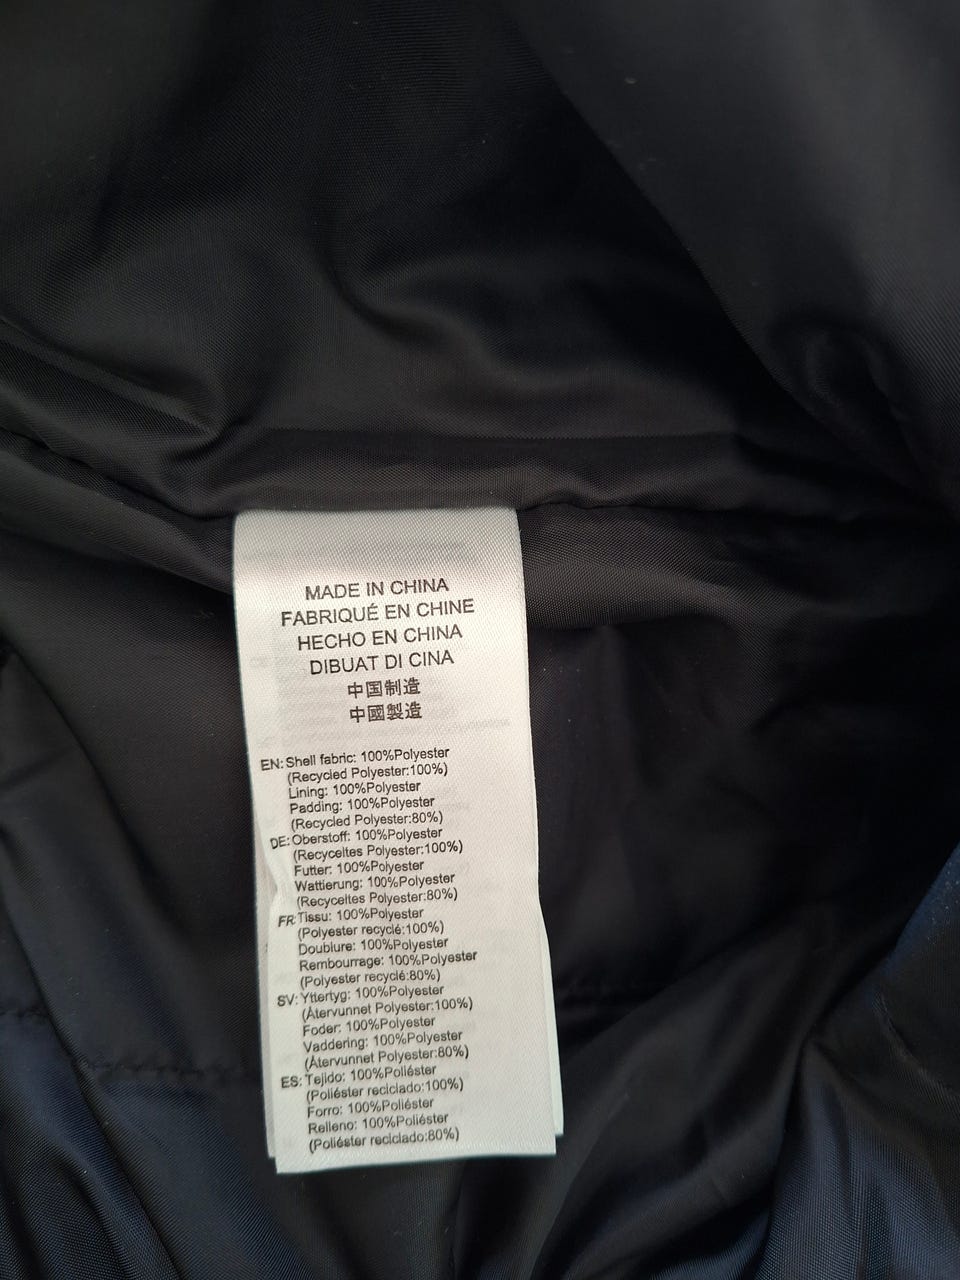 MADE IN CHINA
FABRIQUÉ EN CHINE
HECHO EN CHINA
DIBUAT DI CINA
中国制造
中國製造
EN: Shell fabric: 100%Polyester
(Recycled Polyester:100%)
Lining: 100%Polyester
Padding: 100%Polyester
(Recycled Polyester:80%)
DE: Oberstoff: 100%Polyester
(Recyceltes Polyester:100%)
Futter: 100%Polyester
Wattierung: 100%Polyester
(Recyceltes Polyester:80%)
FR Tissu: 100%Polyester
(Polyester recyclé:100%)
Doublure: 100%Polyester
Rembourrage: 100%Polyester
(Polyester recyclé:80%)
SV: Yttertyg: 100%Polyester
(Återvunnet Polyester:100%)
Foder: 100%Polyester
Vaddering: 100%Polyester
(Återvunnet Polyester:80%)
ES: Tejido: 100%Poliéster
(Poliéster reciclado:100%)
Forro: 100%Poliéster
Relleno: 100%Poliéster
(Poliéster reciclado:80%)